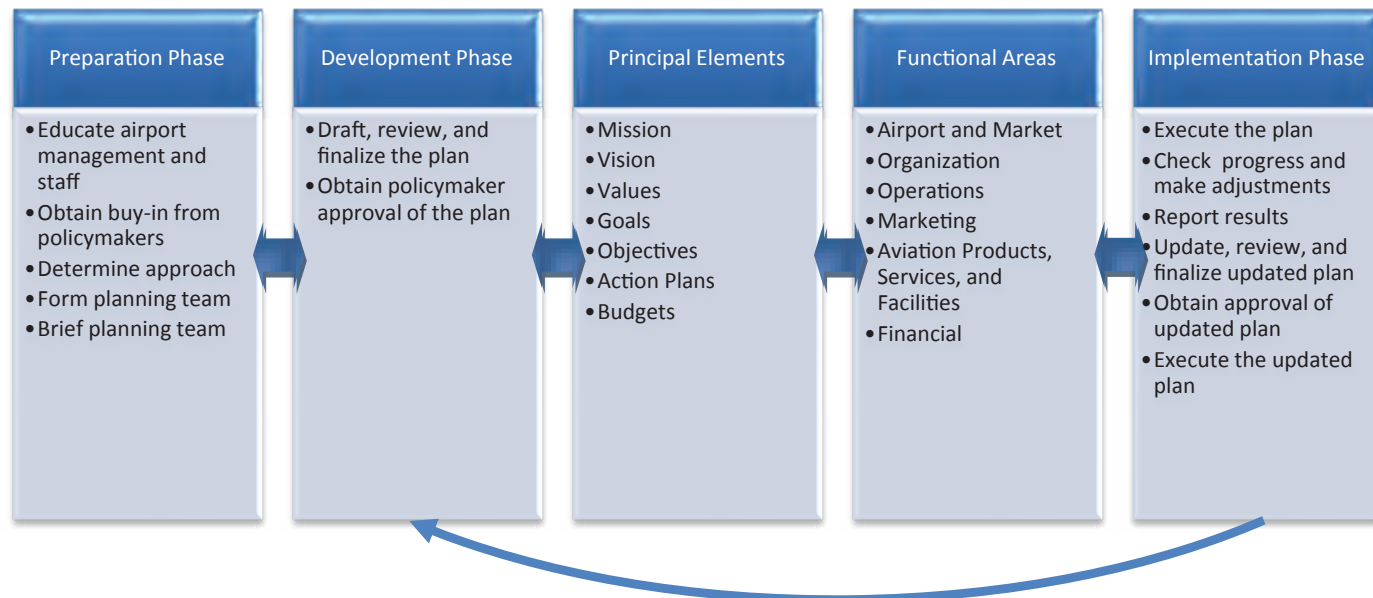 Preparation Phase
•Educate airport
management and
staff
•Obtain buy-in from
policymakers
•Determine approach
•Form planning team
•Brief planning team
Development Phase
•Draft, review, and
finalize the plan
•Obtain policymaker
approval of the plan
Principal Elements
•Mission
•Vision
•Values
•Goals
•Objectives
•Action Plans
•Budgets
Functional Areas
•Airport and Market
•Organization
•Operations
•Marketing
•Aviation Products,
Services, and
Facilities
•Financial
Implementation Phase
•Execute the plan
•Check progress and
make adjustments
•Report results
•Update, review, and
finalize updated plan
•Obtain approval of
updated plan
•Execute the updated
plan